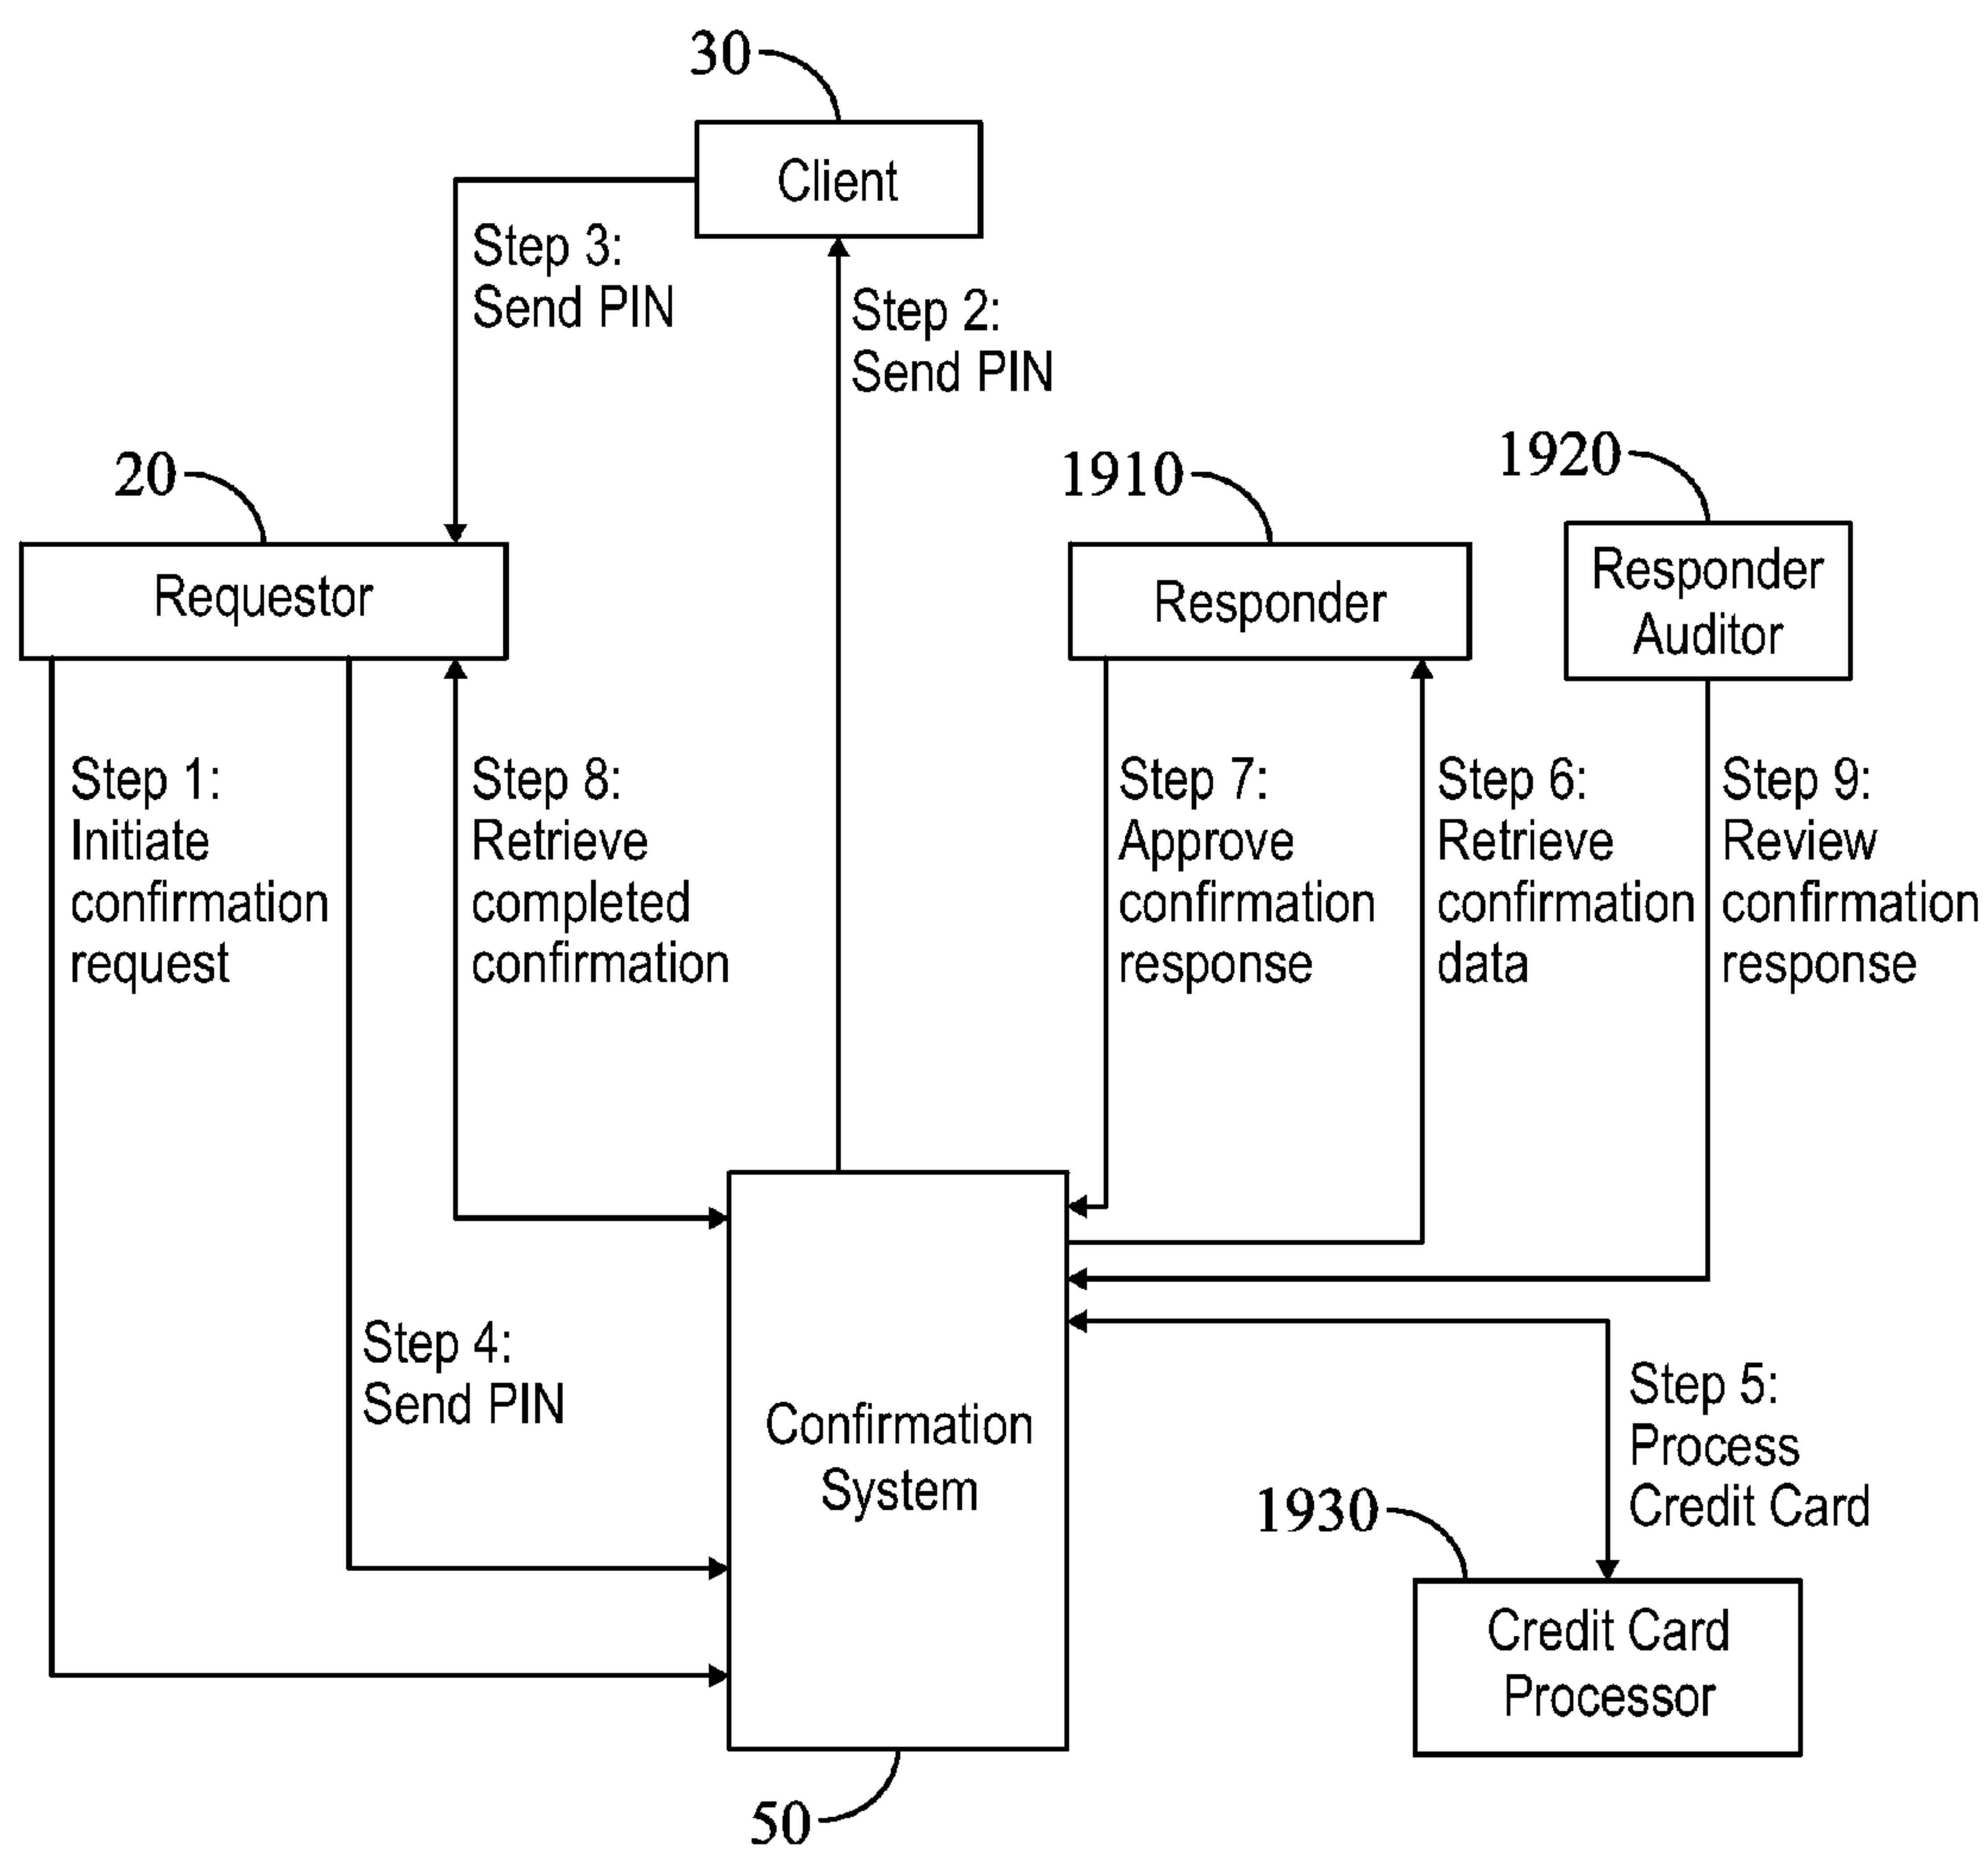 30
Client
Step 3:
Send PIN
Step 2:
Send PIN
20
Requestor
1910
Responder
1920
Responder
Auditor
Step 1:
Initiate
confirmation
request
Step 8:
Retrieve
completed
confirmation
Step 7:
Approve
confirmation
response
Step 6:
Retrieve
confirmation
data
Step 9:
Review
confirmation
response
Step 4:
Send PIN
Confirmation
System
50
Step 5:
Process
Credit Card
1930
Credit Card
Processor